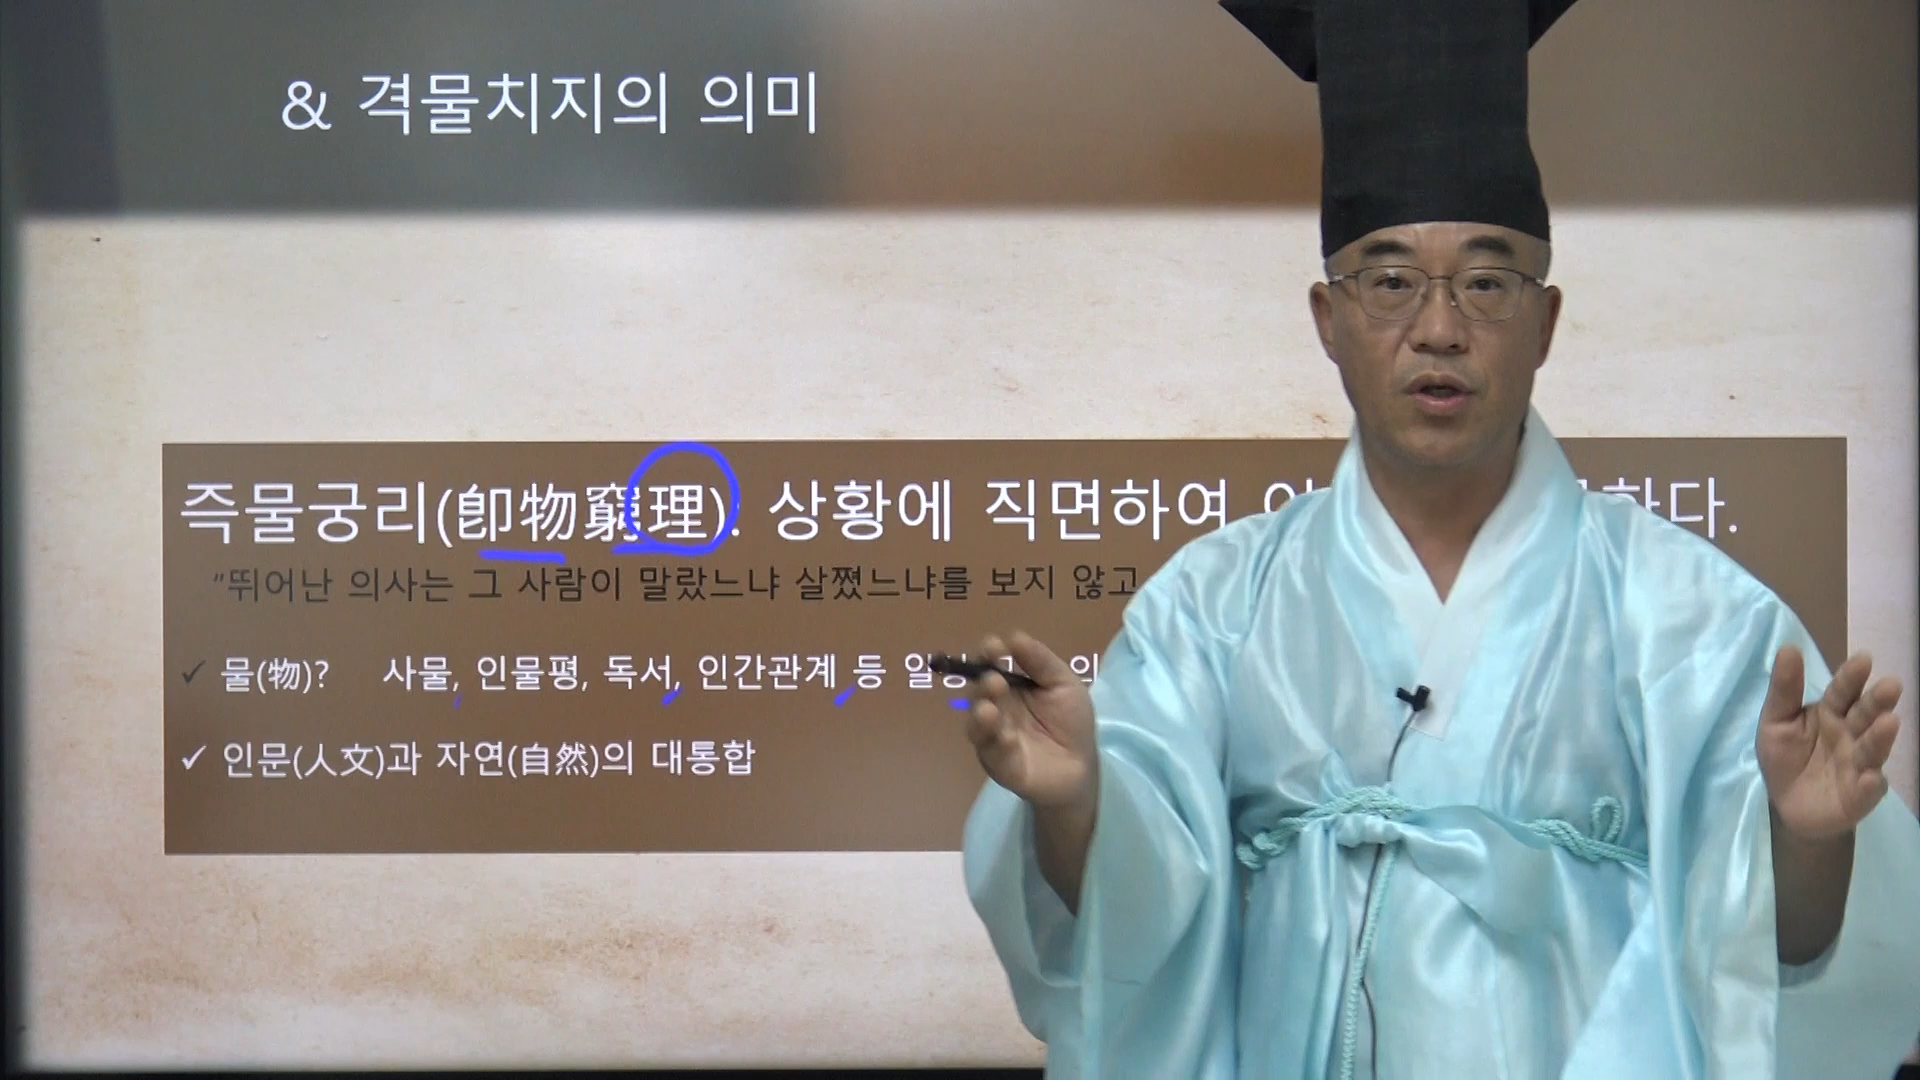 & 격물치지의 의미
즉물궁리(卽物窮理): 상황에 직면하여
"뛰어난 의사는 그 사람이 말랐느냐 살쪘느냐를 보지 않고
✓ 물(物)? 사물, 인물평, 독서, 인간관계 등
✓ 인문(人文)과 자연(自然)의 대통합